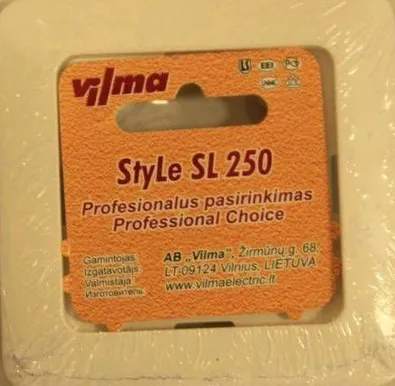 vilma
StyLe SL 250
Profesionalus pasirinkimas
Professional Choice
Gamintojas
Izgatavotājs
Valmistaja
Изготовитель
AB „Vilma", Žirmūnų g. 68,
LT-09124 Vilnius, LIETUVA
www.vilmaelectric.lt